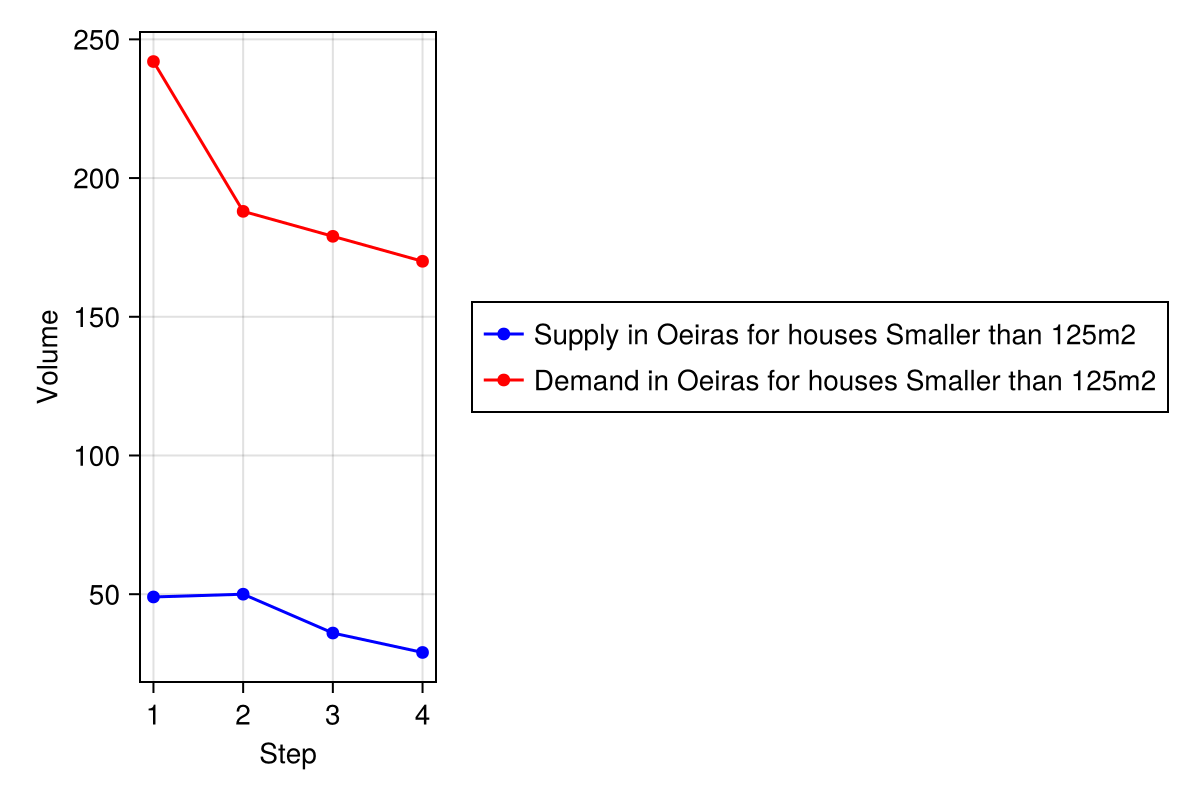 250
200
150
100
50
Volume
1 2 3 4
Step
Supply in Oeiras for houses Smaller than 125m2
Demand in Oeiras for houses Smaller than 125m2